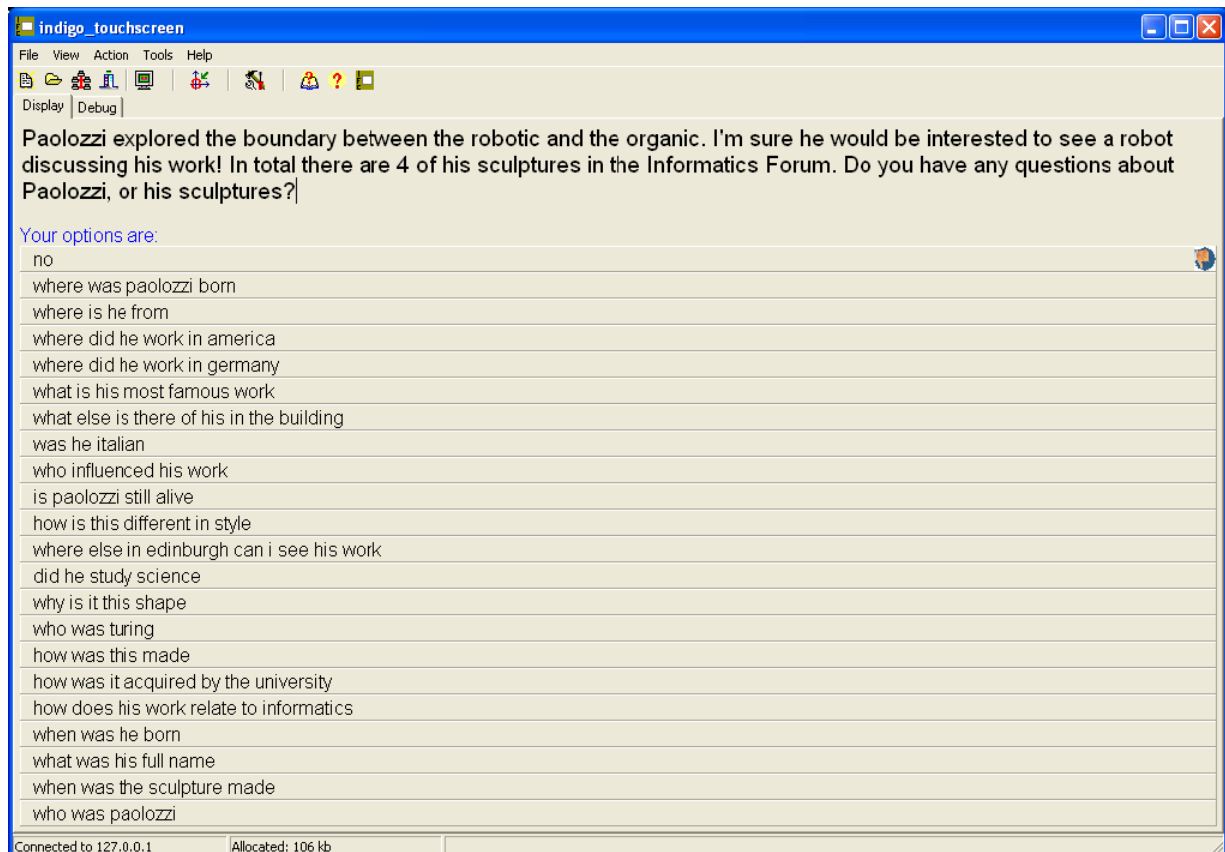 indigo_touchscreen
File View Action Tools Help
Display Debug
Paolozzi explored the boundary between the robotic and the organic. I'm sure he would be interested to see a robot
discussing his work! In total there are 4 of his sculptures in the Informatics Forum. Do you have any questions about
Paolozzi, or his sculptures?
Your options are:
no
where was paolozzi born
where is he from
where did he work in america
where did he work in germany
what is his most famous work
what else is there of his in the building
was he italian
who influenced his work
is paolozzi still alive
how is this different in style
where else in edinburgh can i see his work
did he study science
why is it this shape
who was turing
how was this made
how was it acquired by the university
how does his work relate to informatics
when was he born
what was his full name
when was the sculpture made
who was paolozzi
Connected to 127.0.0.1 Allocated: 106 kb